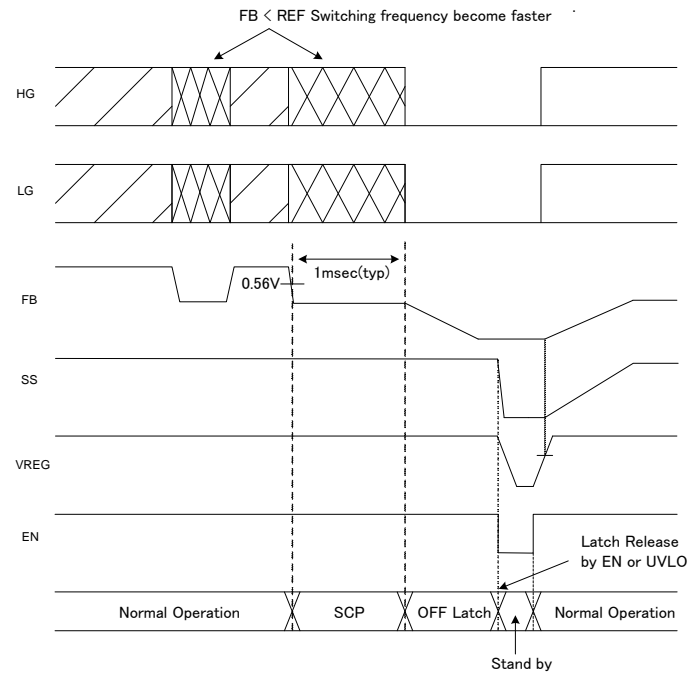 FB < REF Switching frequency become faster
HG
LG
FB
0.56V
1msec(typ)
SS
VREG
EN
Latch Release
by EN or UVLO
Normal Operation
SCP
OFF Latch
Normal Operation
Stand by